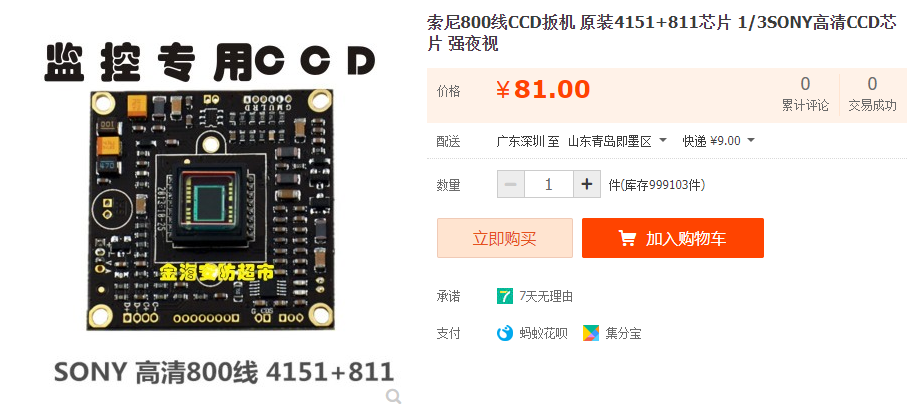 监控专用CCD
2013-10-25
金海安防超市
G CDS
SONY 高清800线 4151+811
索尼800线CCD扳机 原装4151+811芯片 1/3SONY高清CCD芯
片 强夜视
价格
¥81.00
0
累计评论
0
交易成功
配送
广东深圳 至 山东青岛即墨区
快递 ¥9.00
数量
1
件(库存999103件)
立即购买
加入购物车
承诺
7
7天无理由
支付
蚂蚁花呗
集分宝